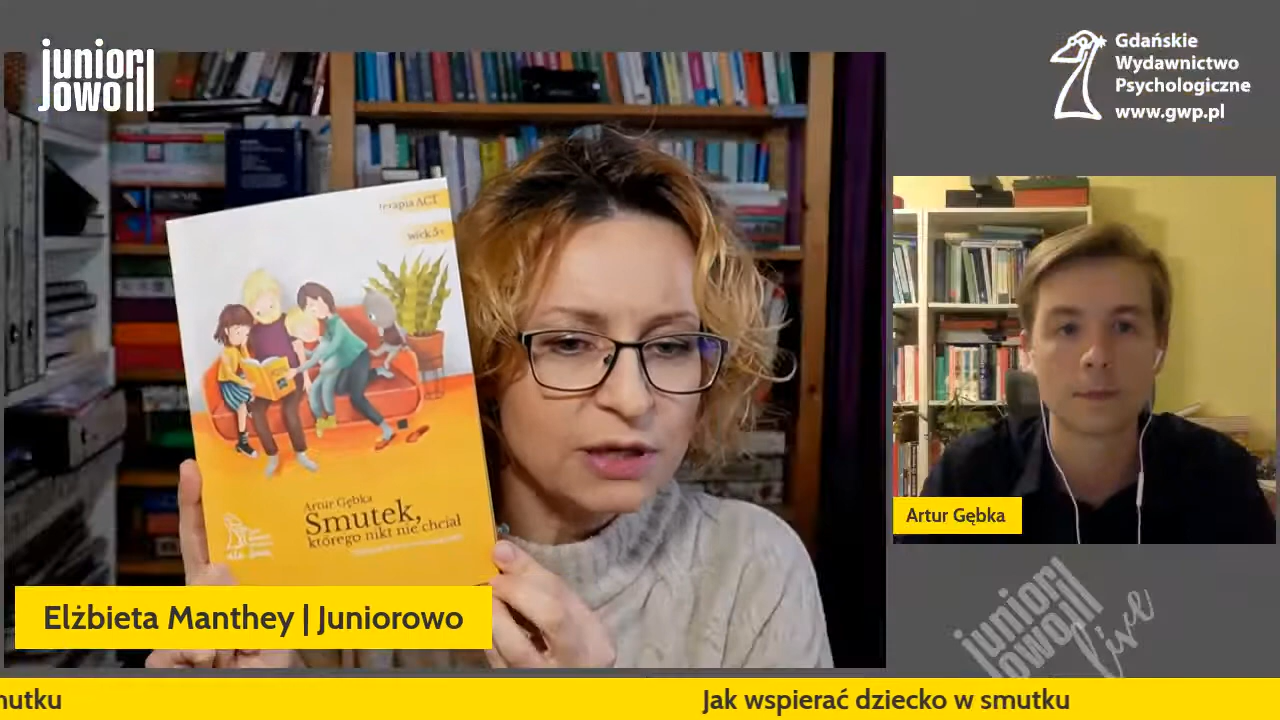 junior
owo
Gdańskie
Wydawnictwo
Psychologiczne
www.gwp.pl
terapia ACT
wiek 5+
Artur Gębka
Smutek,
którego nikt nie chciał
Artur Gębka
Elżbieta Manthey | Juniorowo
junior
owo
live
mutku
Jak wspierać dziecko w smutku